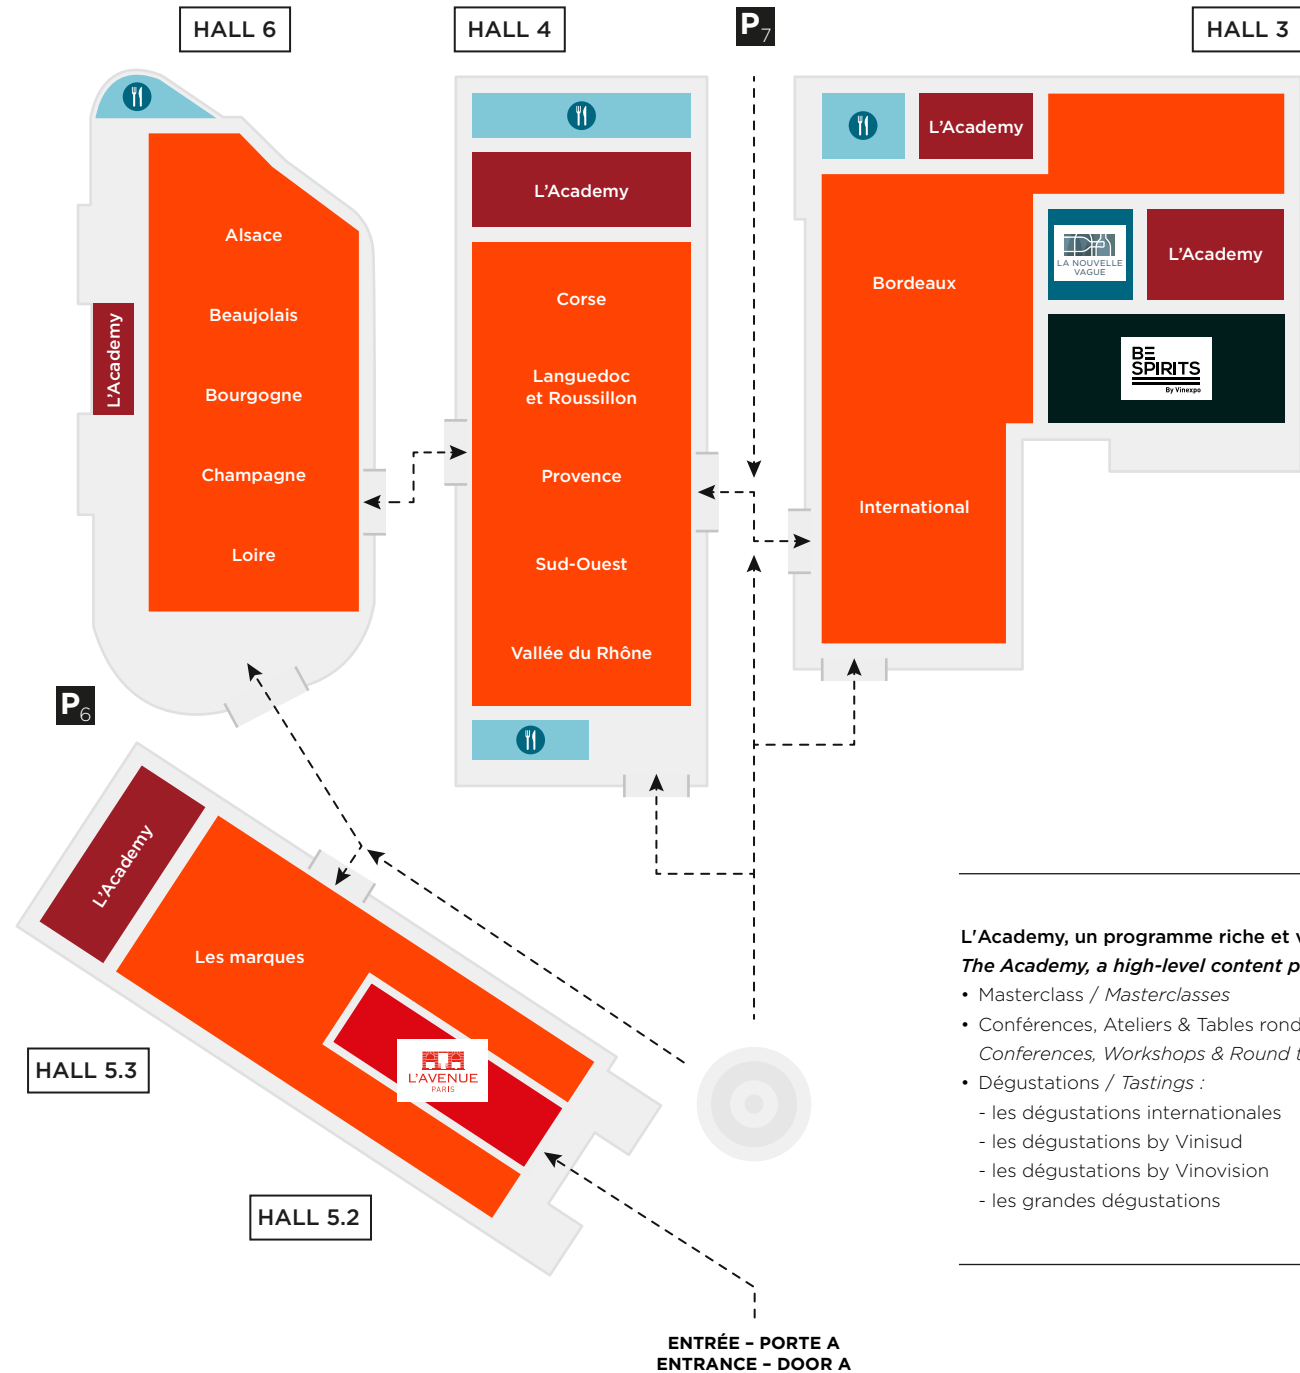 HALL 6
HALL 4
P7
HALL 3
L'Academy
L'Academy
Alsace
Beaujolais
Bourgogne
Champagne
Loire
L'Academy
Corse
Languedoc
et Roussillon
Provence
Sud-Ouest
Vallée du Rhône
Bordeaux
International
LA NOUVELLE
VAGUE
L'Academy
BE
SPIRITS
By Vinexpo
P6
L'Academy
Les marques
L'AVENUE
PARIS
HALL 5.3
HALL 5.2
L'Academy, un programme riche et
The Academy, a high-level content
• Masterclass / Masterclasses
• Conférences, Ateliers & Tables
Conferences, Workshops & Round
• Dégustations / Tastings :
- les dégustations internationales
- les dégustations by Vinisud
- les dégustations by Vinovision
- les grandes dégustations
ENTRÉE – PORTE A
ENTRANCE – DOOR A